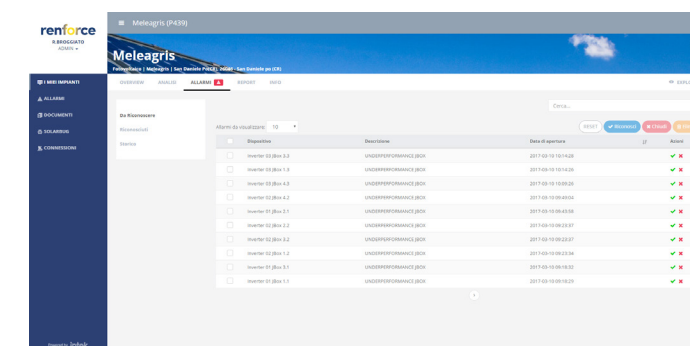 renforce
R.BROGGIATO
ADMIN
I MIEI IMPIANTI
ALLARMI
DOCUMENTI
SOLARBUG
CONNESSIONI
Powered by
Meleagris (P439)
Meleagris
Fotovoltaico | Meleagris | San Daniele Po(CR), 26046 - San Daniele po (CR)
OVERVIEW ANALISI ALLARMI REPORT INFO
Da Riconoscere
Riconosciuti
Storico
Cerca...
Allarmi da visualizzare: 10
RESET Riconosci Chiudi
Dispositivo Descrizione Data di apertura Azioni
Inverter 03 JBox 3.3 UNDERPERFORMANCE JBOX 2017-03-10 10:14:28
Inverter 03 JBox 1.3 UNDERPERFORMANCE JBOX 2017-03-10 10:14:26
Inverter 03 JBox 4.3 UNDERPERFORMANCE JBOX 2017-03-10 10:09:26
Inverter 02 JBox 4.2 UNDERPERFORMANCE JBOX 2017-03-10 09:49:04
Inverter 01 JBox 2.1 UNDERPERFORMANCE JBOX 2017-03-10 09:43:59
Inverter 02 JBox 2.2 UNDERPERFORMANCE JBOX 2017-03-10 09:23:37
Inverter 02 JBox 3.2 UNDERPERFORMANCE JBOX 2017-03-10 09:23:37
Inverter 02 JBox 1.2 UNDERPERFORMANCE JBOX 2017-03-10 09:23:34
Inverter 01 JBox 5.1 UNDERPERFORMANCE JBOX 2017-03-10 09:18:32
Inverter 01 JBox 1.1 UNDERPERFORMANCE JBOX 2017-03-10 09:18:29